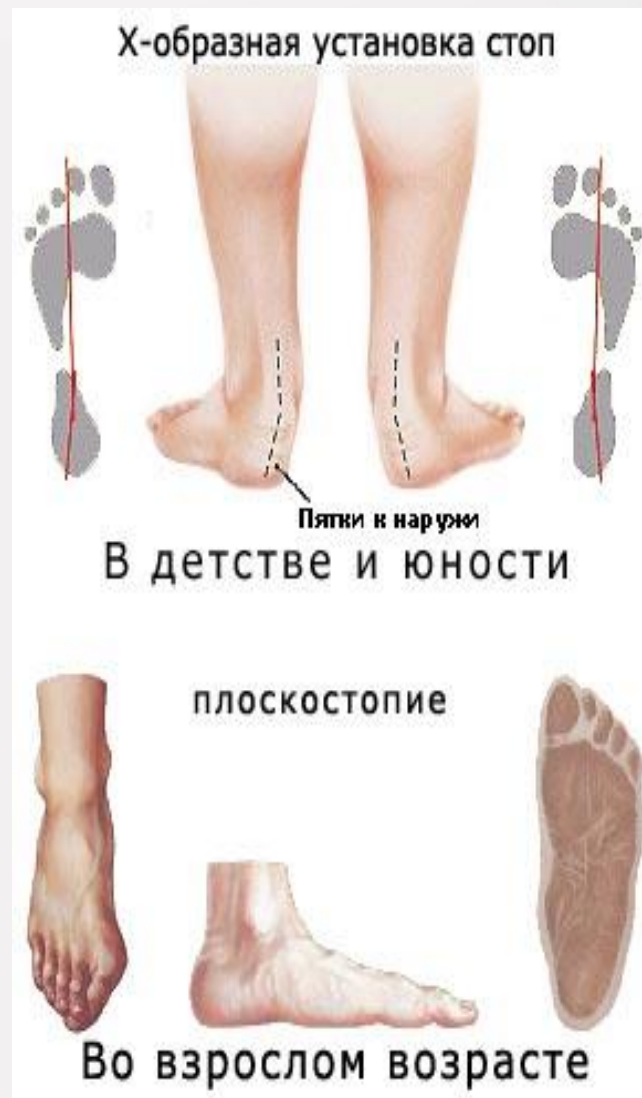 Х-образная установка стоп
Пятки к наружи
В детстве и юности
плоскостопие
Во взрослом возрасте